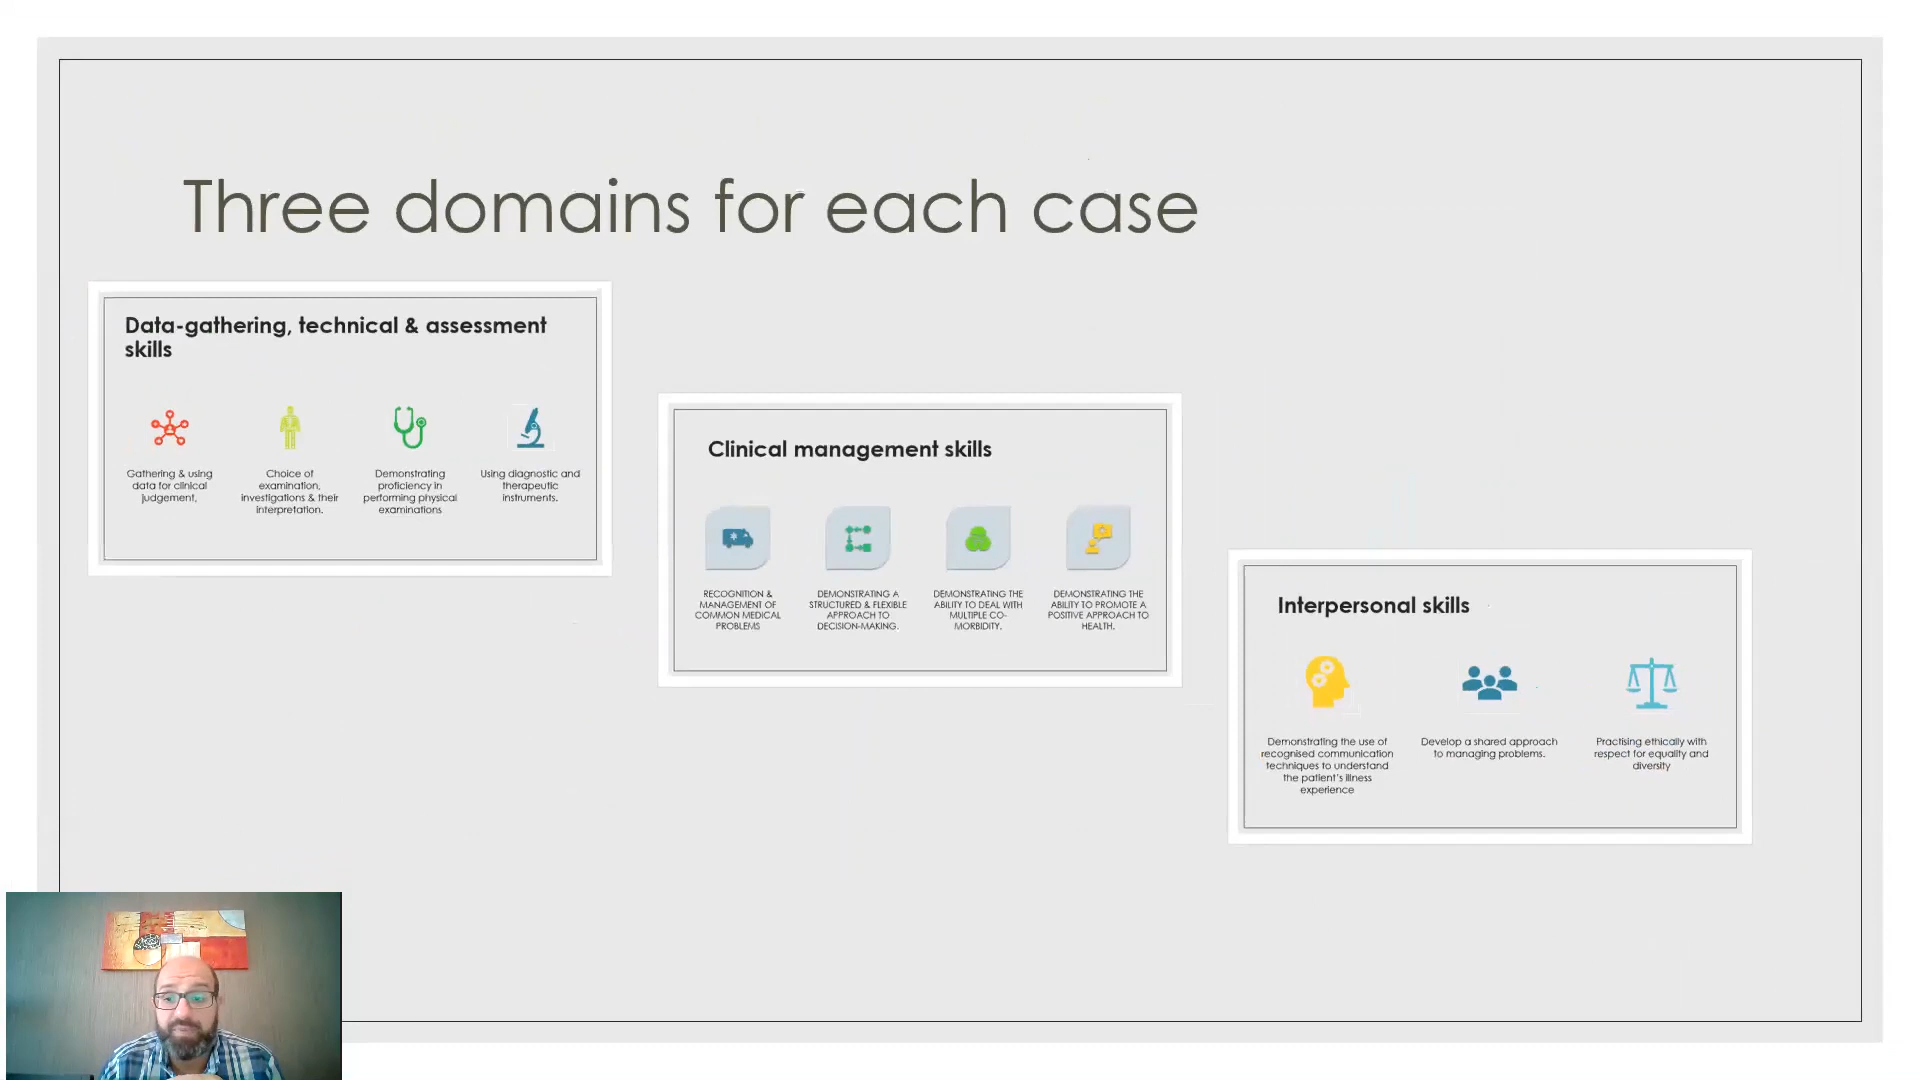 Three domains for each case
Data-gathering, technical & assessment
skills
Gathering & using
data for clinical
judgement,
Choice of
examination,
investigations & their
interpretation.
Demonstrating
proficiency in
performing physical
examinations
Using diagnostic and
therapeutic
instruments.
Clinical management skills
RECOGNITION &
MANAGEMENT OF
COMMON MEDICAL
PROBLEMS
DEMONSTRATING A
STRUCTURED & FLEXIBLE
APPROACH TO
DECISION-MAKING.
DEMONSTRATING THE
ABILITY TO DEAL WITH
MULTIPLE CO-
MORBIDITY.
DEMONSTRATING THE
ABILITY TO PROMOTE A
POSITIVE APPROACH TO
HEALTH.
Interpersonal skills
Demonstrating the use of
recognised communication
techniques to understand
the patient's illness
experience
Develop a shared approach
to managing problems.
Practising ethically with
respect for equality and
diversity